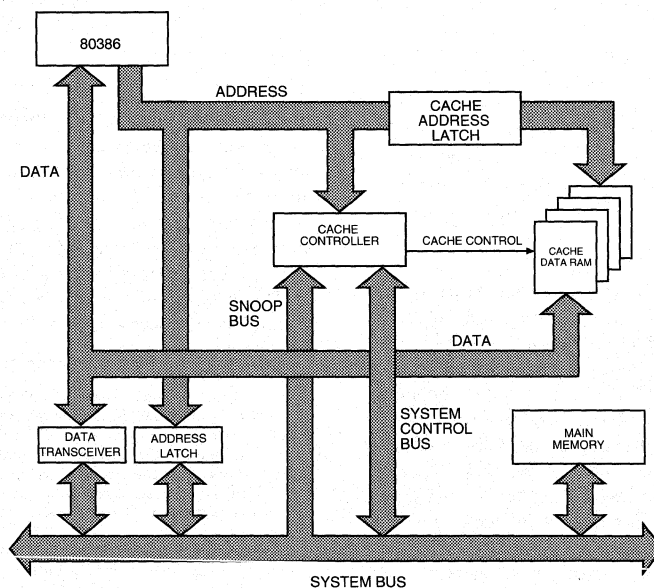 80386
ADDRESS
CACHE
ADDRESS
LATCH
DATA
CACHE
CONTROLLER
CACHE CONTROL
CACHE
DATA RAM
SNOOP
BUS
DATA
SYSTEM
CONTROL
BUS
DATA
TRANSCEIVER
ADDRESS
LATCH
MAIN
MEMORY
SYSTEM BUS